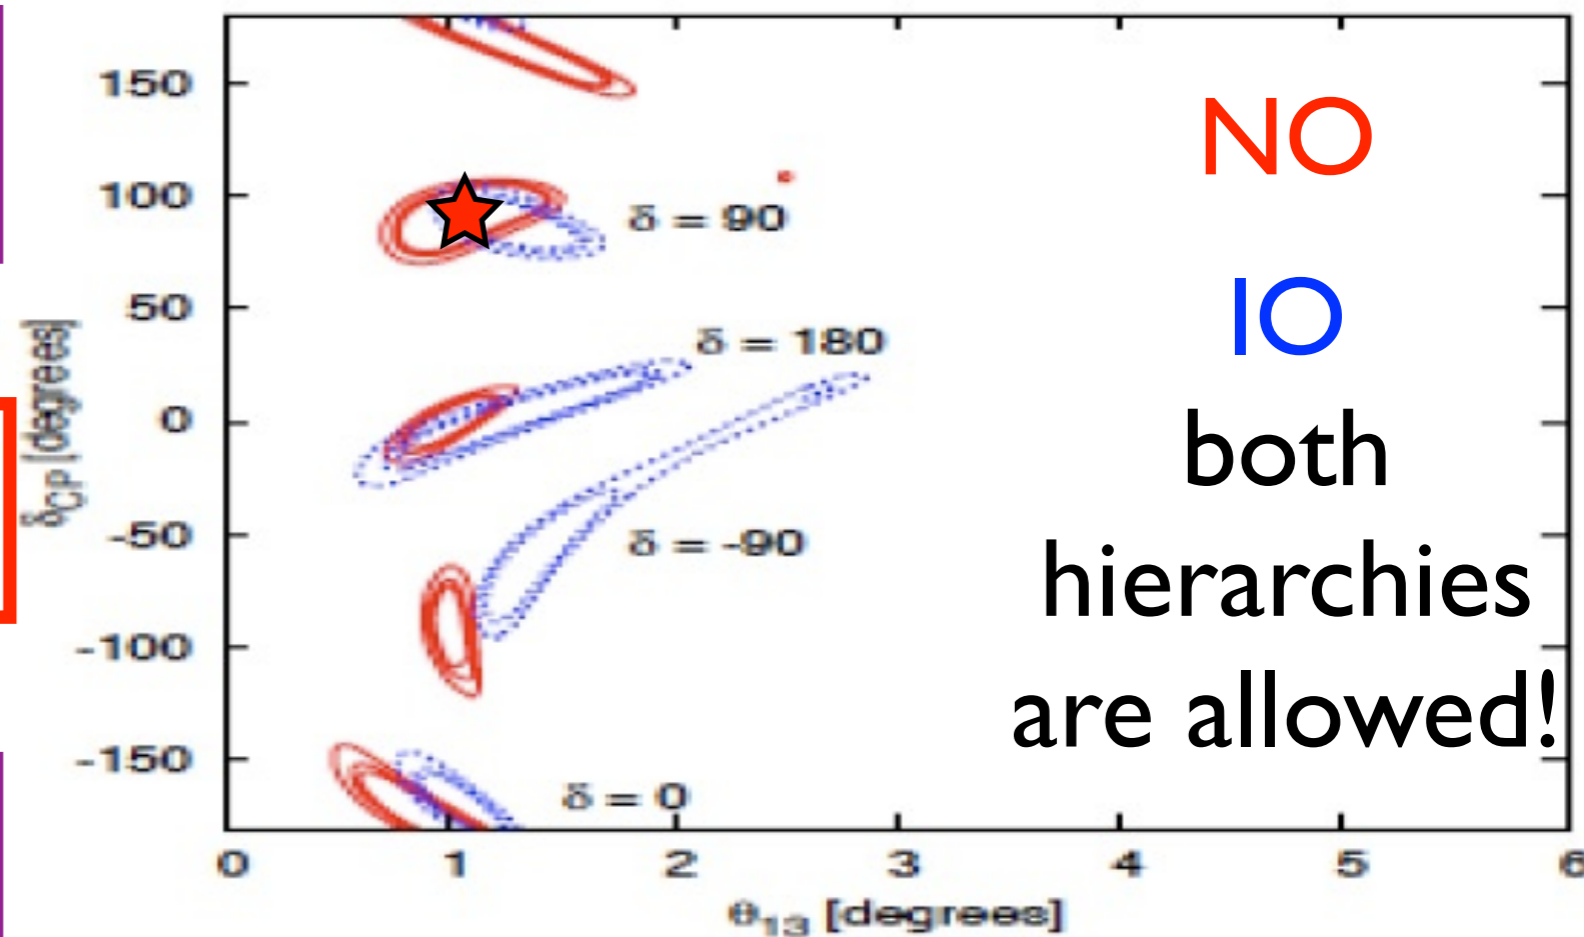 150
100
50
0
-50
-100
-150
δCP [degrees]
δ = 90
δ = 180
δ = -90
δ = 0
NO
IO
both
hierarchies
are allowed!
0 1 2 3 4 5 6
θ13 [degrees]